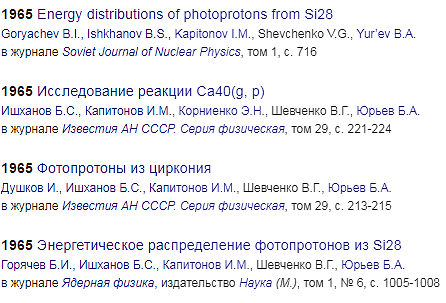 1965 Energy distributions of photoprotons from Si28
Goryachev B.I., Ishkhanov B.S., Kapitonov I.M., Shevchenko V.G., Yur'ev B.A.
в журнале Soviet Journal of Nuclear Physics, том 1, с. 716
1965 Исследование реакции Ca40(g, p)
Ишханов Б.С., Капитонов И.М., Корниенко Э.Н., Шевченко В.Г., Юрьев Б.А.
в журнале Известия АН СССР. Серия физическая, том 29, с. 221-224
1965 Фотопротоны из циркония
Душков И., Ишханов Б.С., Капитонов И.М., Шевченко В.Г., Юрьев Б.А.
в журнале Известия АН СССР. Серия физическая, том 29, с. 213-215
1965 Энергетическое распределение фотопротонов из Si28
Горячев Б.И., Ишханов Б.С., Капитонов И.М., Шевченко В.Г., Юрьев Б.А.
в журнале Ядерная физика, издательство Наука (М.), том 1, № 6, с. 1005-1008